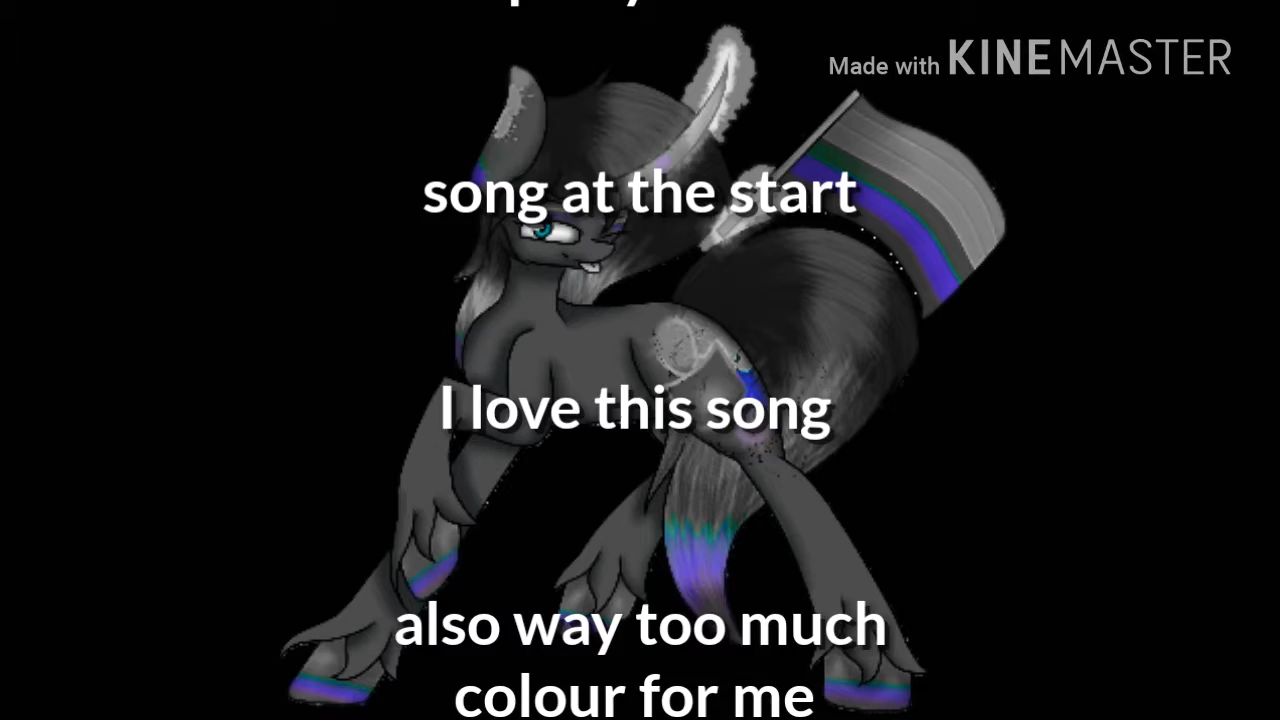 Made with KINEMASTER
song at the start
I love this song
also way too much
colour for me